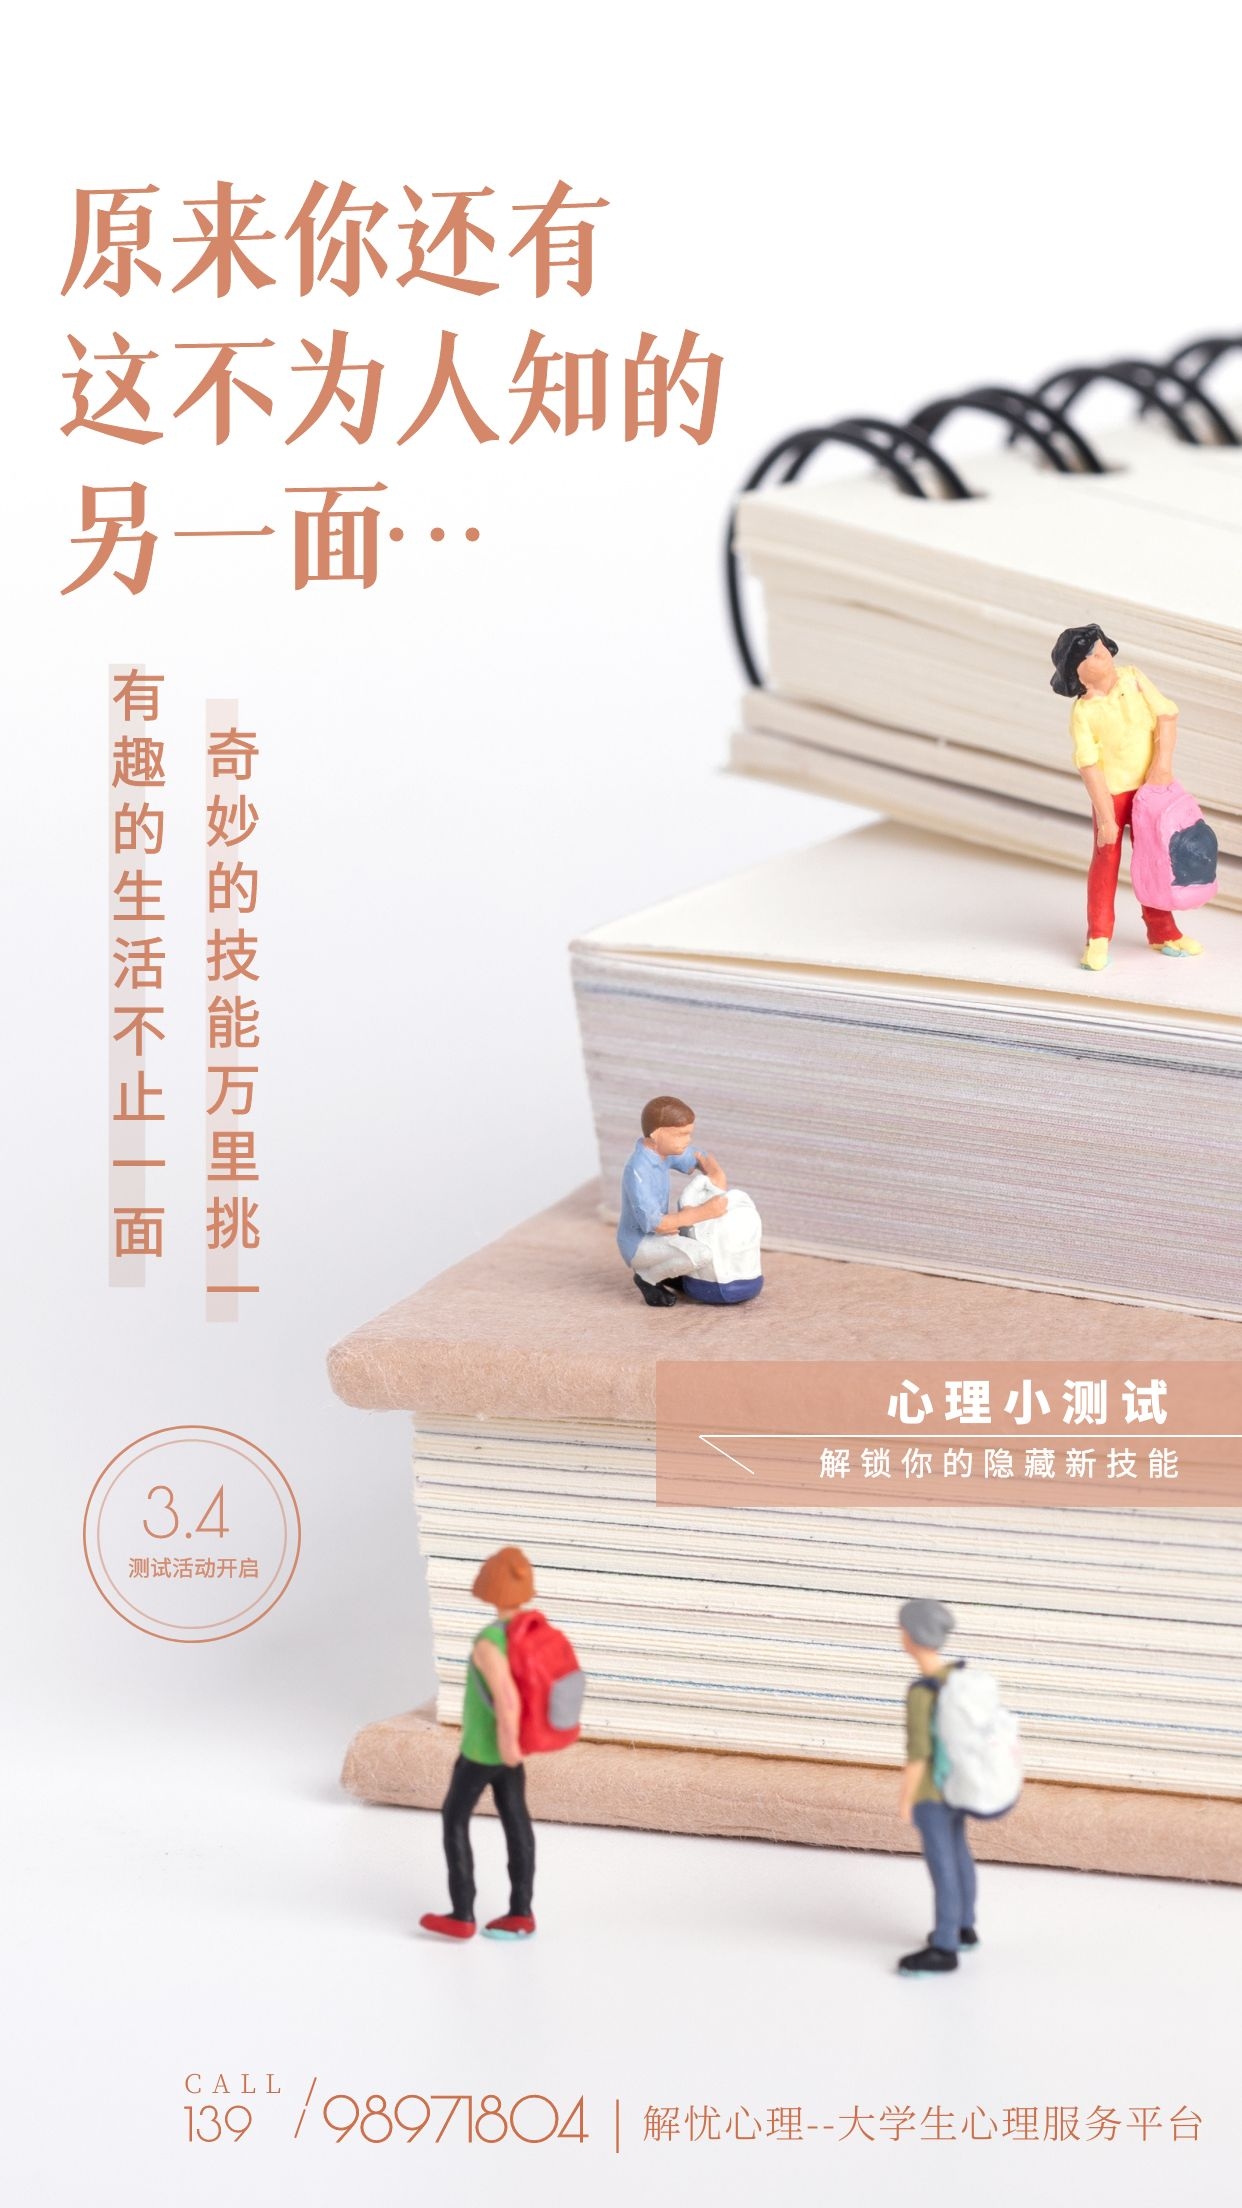 原来你还有
这不为人知的
另一面…
有趣的生活不止一面
奇妙的技能万里挑一
心理小测试
解锁你的隐藏新技能
3.4
测试活动开启
CALL
139/98971804|解忧心理--大学生心理服务平台